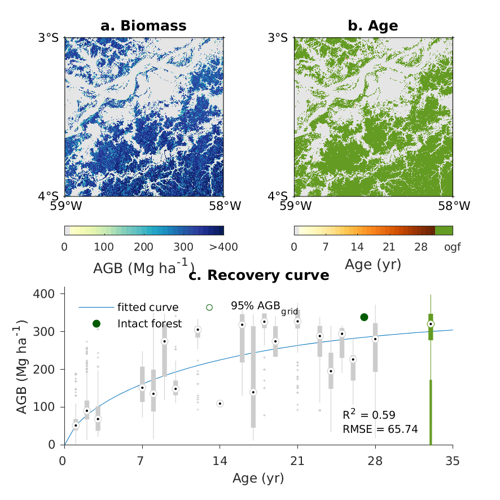 a. Biomass
b. Age
3°S
3°S
4°S
4°S
59°W 58°W
59°W 58°W
0 100 200 300 >400
AGB (Mg ha⁻¹)
0 7 14 21 28 ogf
Age (yr)
c. Recovery curve
fitted curve
95% AGB_grid
Intact forest
400
300
200
100
0
AGB (Mg ha⁻¹)
R² = 0.59
RMSE = 65.74
0 7 14 21 28 35
Age (yr)